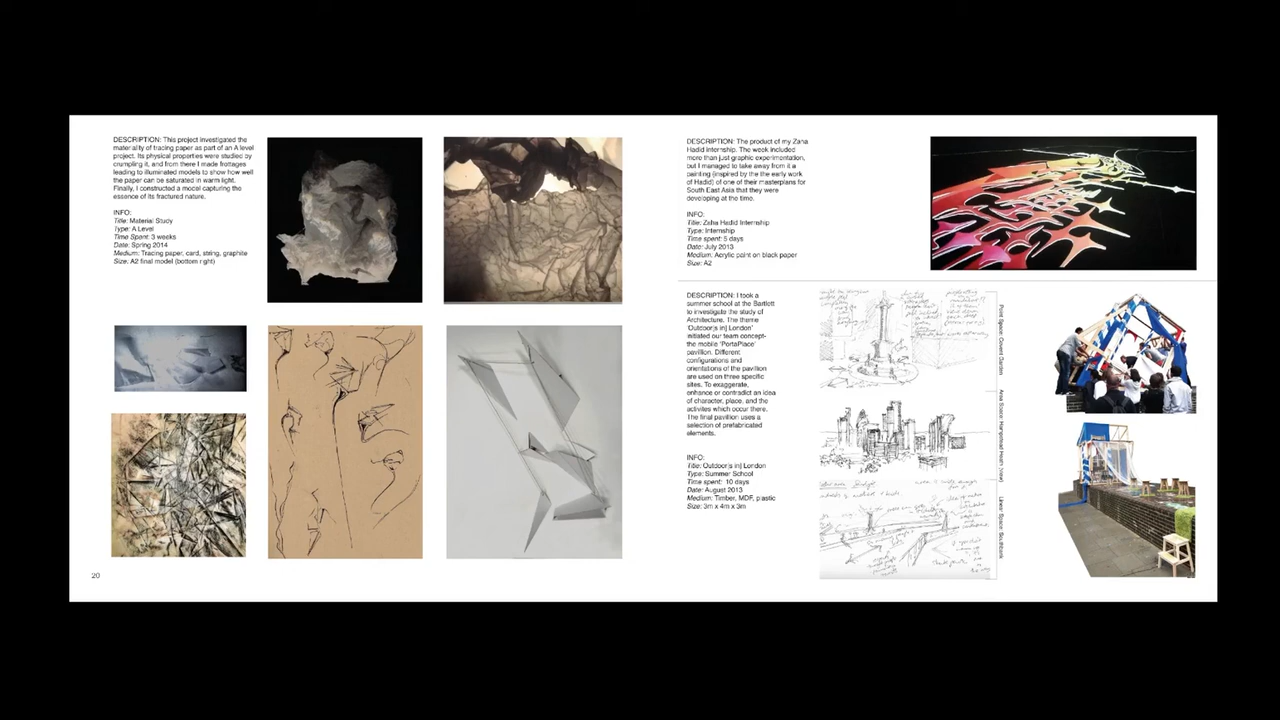 DESCRIPTION: This project investigated the
materiality of tracing paper as part of an A level
project. Its physical properties were studied by
crumpling it, and from there I made frottages
leading to illuminated models to show how well
the paper can be saturated in warm light.
Finally, I constructed a model capturing the
essence of its fractured nature.
INFO:
Title: Material Study
Type: A Level
Time Spent: 3 weeks
Date: Spring 2014
Medium: Tracing paper, card, string, graphite
Size: A2 final model (bottom right)
20
DESCRIPTION: The product of my Zaha
Hadid Internship. The week included
more than just graphic experimentation,
but I managed to take away from it a
painting (inspired by the the early work
of Hadid) of one of their masterplans for
South East Asia that they were
developing at the time.
INFO:
Title: Zaha Hadid Internship
Type: Internship
Time spent: 5 days
Date: July 2013
Medium: Acrylic paint on black paper
Size: A2
DESCRIPTION: I took a
summer school at the Bartlett
to investigate the study of
Architecture. The theme
'Outdoor[s in] London'
initiated our team concept-
the mobile 'PortaPlace'
pavilion. Different
configurations and
orientations of the pavilion
are used on three specific
sites. To exaggerate,
enhance or contradict an idea
of character, place, and the
activites which occur there.
The final pavilion uses a
selection of prefabricated
elements.
INFO:
Title: Outdoor[s in] London
Type: Summer School
Time spent: 10 days
Date: August 2013
Medium: Timber, MDF, plastic
Size: 3m x 4m x 3m
Point Space: Covent Garden
Area Space: Hampstead Heath (view)
Linear Space: Southbank